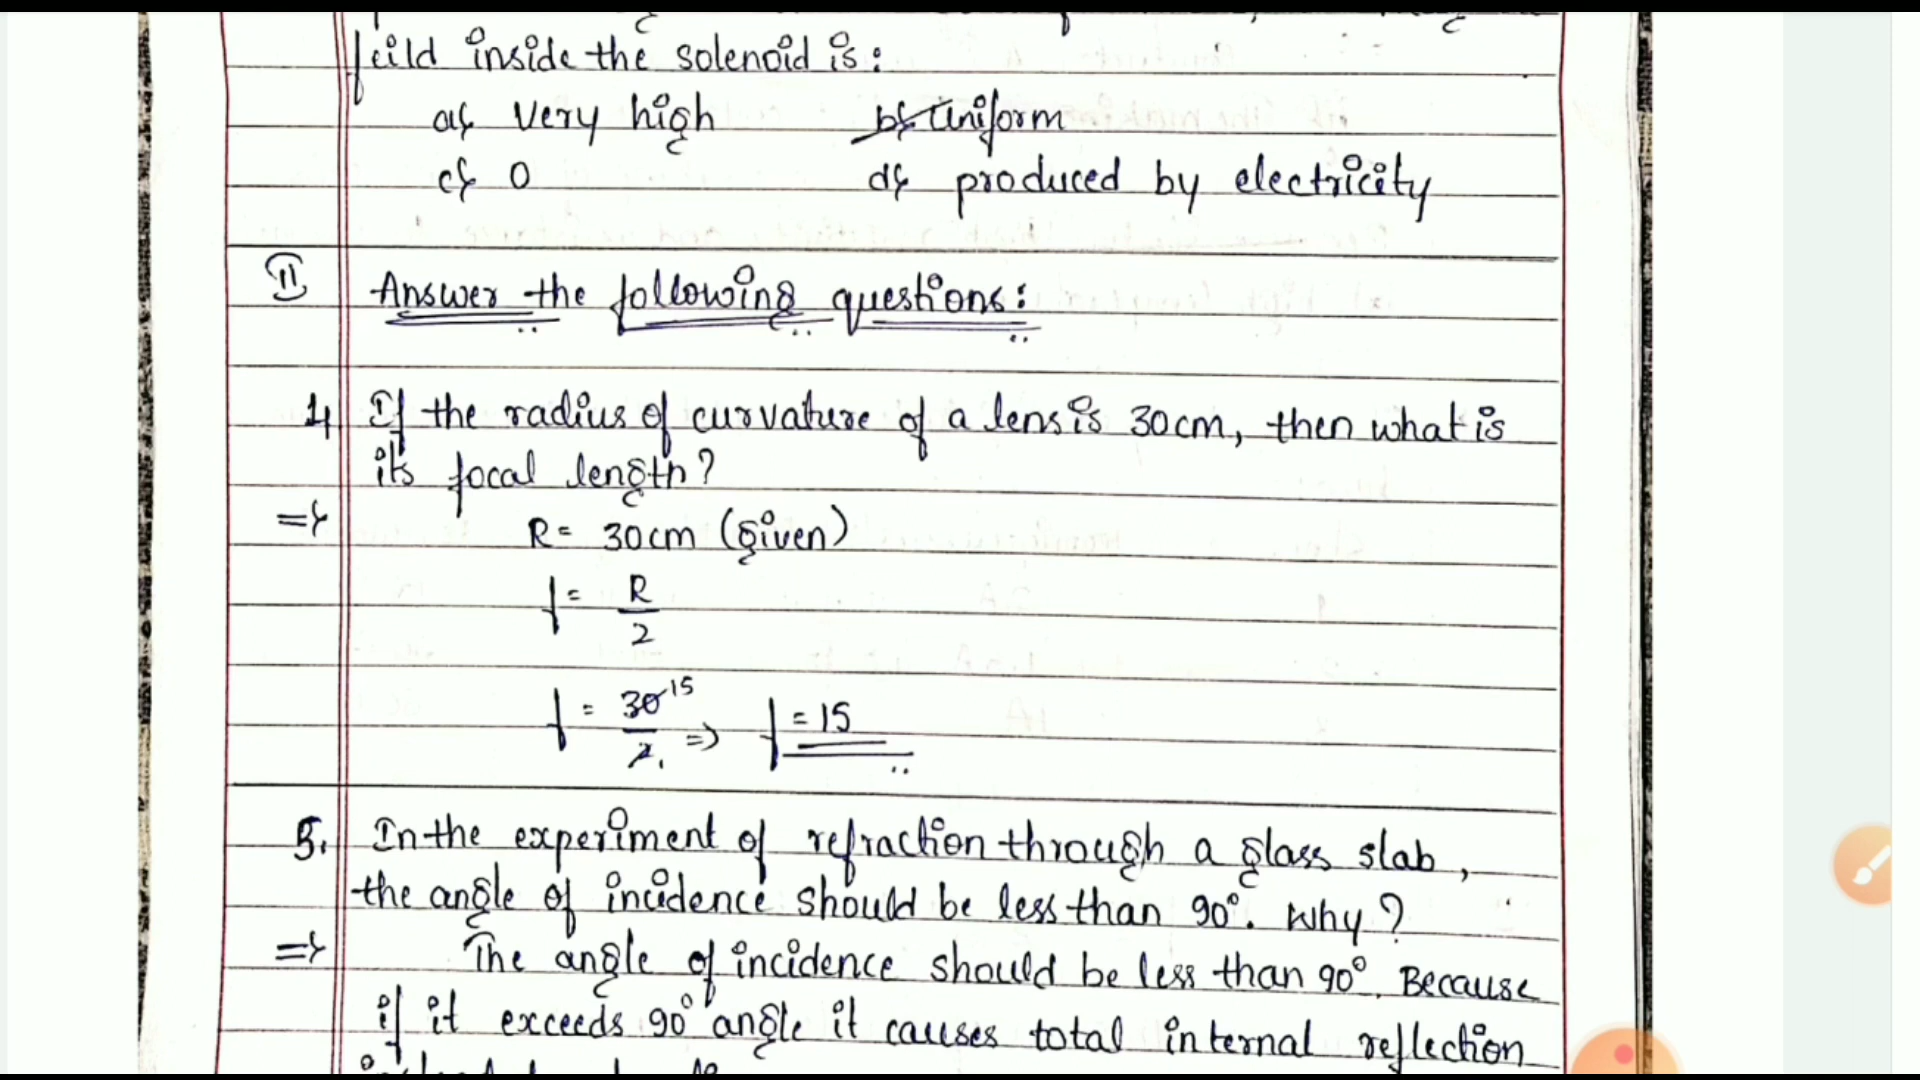 feild inside the solenoid is:
a) Very high b) Uniform
c) 0 d) produced by electricity
II Answer the following questions:
4 If the radius of curvature of a lens is 30cm, then what is
its focal length?
=> R= 30cm (given)
f= R
2
f = 30 15
2 1 => f = 15
5. In the experiment of refraction through a glass slab,
the angle of incidence should be less than 90°. Why?
=> The angle of incidence should be less than 90°. Because
if it exceeds 90° angle it causes total internal reflection